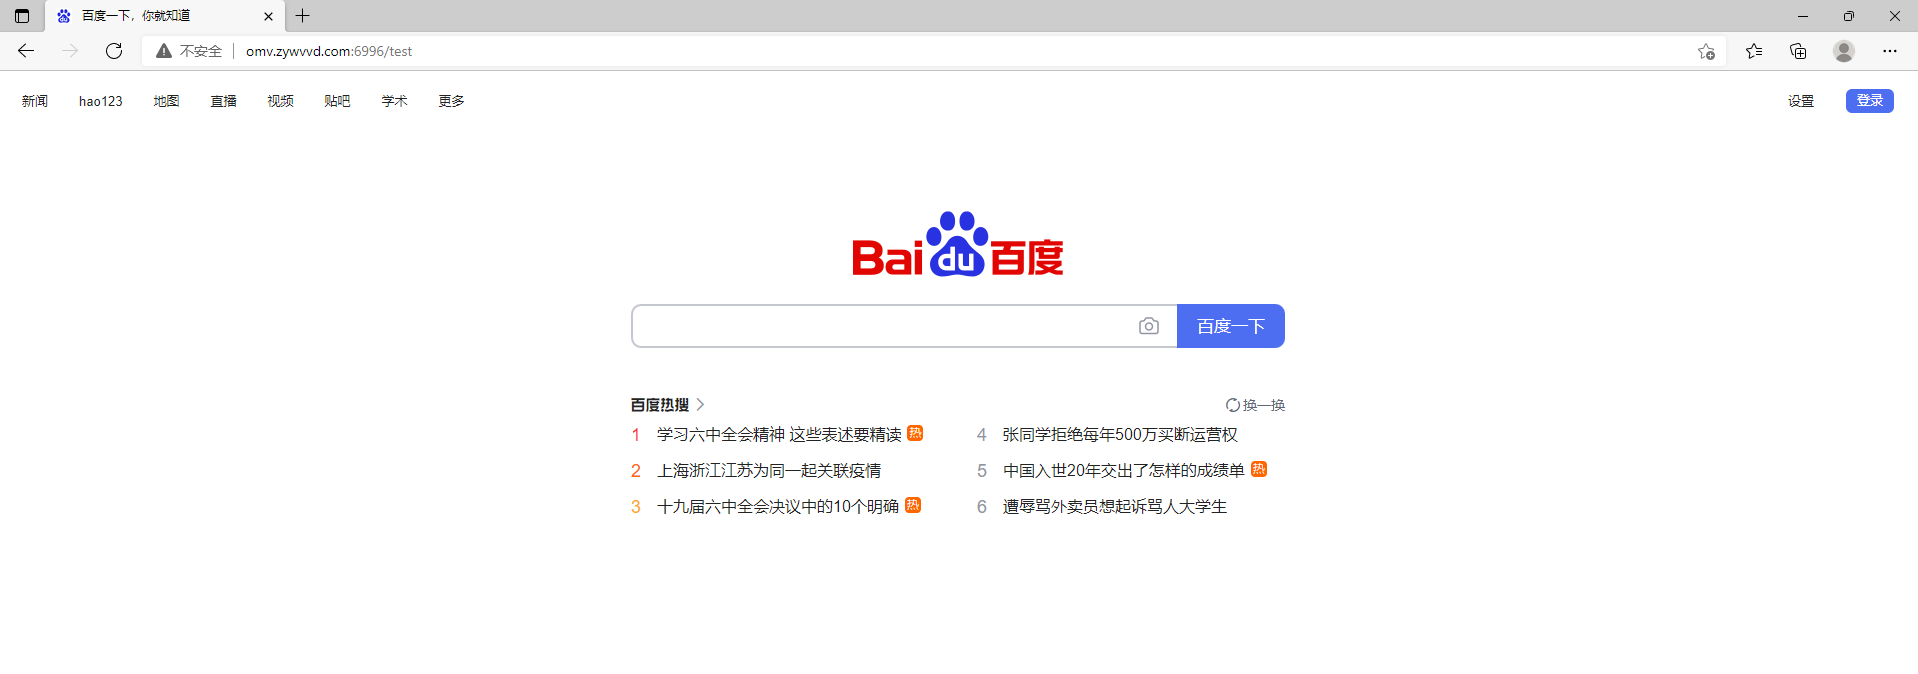 百度一下，你就知道
不安全 omv.zywvvd.com:6996/test
新闻 hao123 地图 直播 视频 贴吧 学术 更多 设置 登录
Bai du 百度
百度一下
百度热搜 换一换
1 学习六中全会精神 这些表述要精读 热
4 张同学拒绝每年500万买断运营权
2 上海浙江江苏为同一起关联疫情
5 中国入世20年交出了怎样的成绩单 热
3 十九届六中全会决议中的10个明确 热
6 遭辱骂外卖员想起诉骂人大学生